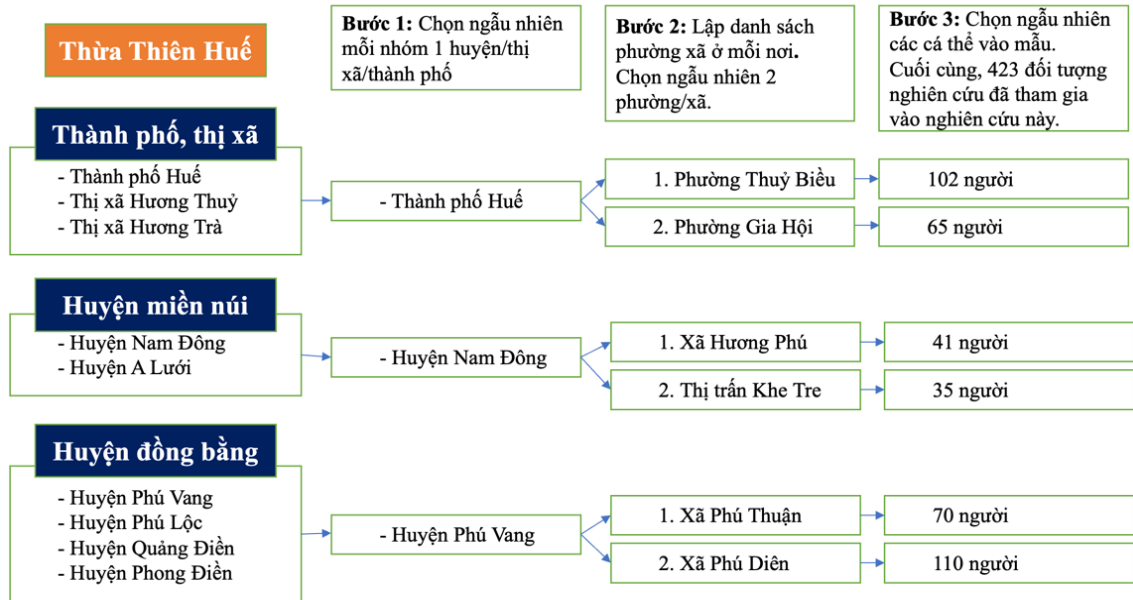 Thừa Thiên Huế
Bước 1: Chọn ngẫu nhiên
mỗi nhóm 1 huyện/thị
xã/thành phố
Bước 2: Lập danh sách
phường xã ở mỗi nơi.
Chọn ngẫu nhiên 2
phường/xã.
Bước 3: Chọn ngẫu nhiên
các cá thể vào mẫu.
Cuối cùng, 423 đối tượng
nghiên cứu đã tham gia
vào nghiên cứu này.
Thành phố, thị xã
- Thành phố Huế
- Thị xã Hương Thuỷ
- Thị xã Hương Trà
- Thành phố Huế
1. Phường Thuỷ Biều
102 người
2. Phường Gia Hội
65 người
Huyện miền núi
- Huyện Nam Đông
- Huyện A Lưới
- Huyện Nam Đông
1. Xã Hương Phú
41 người
2. Thị trấn Khe Tre
35 người
Huyện đồng bằng
- Huyện Phú Vang
- Huyện Phú Lộc
- Huyện Quảng Điền
- Huyện Phong Điền
- Huyện Phú Vang
1. Xã Phú Thuận
70 người
2. Xã Phú Diên
110 người